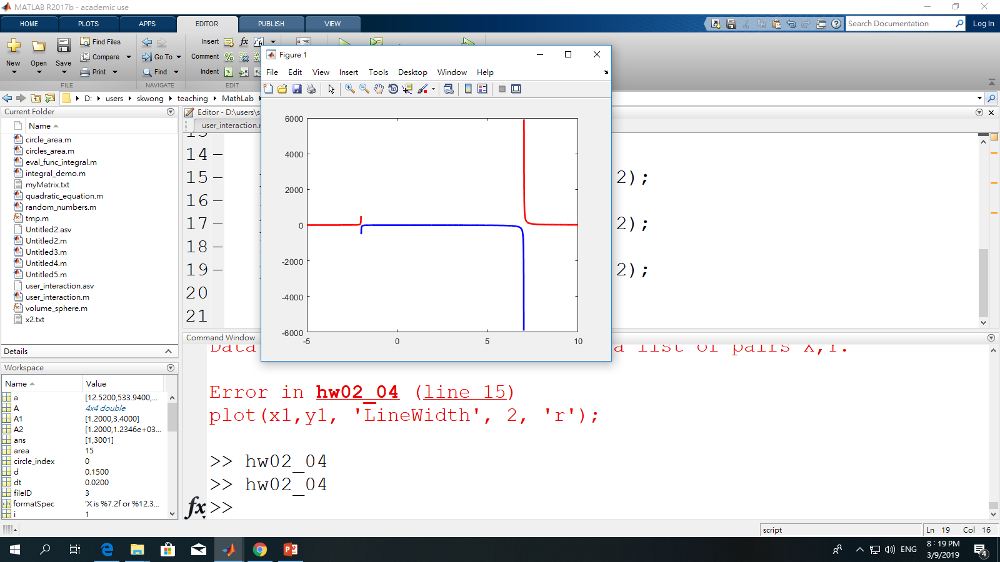 MATLAB R2017b - academic use
HOME PLOTS APPS EDITOR PUBLISH VIEW
Search Documentation Log In
New Open Save
Find Files
Compare
Print
Go To
Find
Insert fx
Comment
Indent
FILE NAVIGATE EDIT
D: users skwong teaching MathLab
Current Folder
Name
circle_area.m
circles_area.m
eval_func_integral.m
integral_demo.m
myMatrix.txt
quadratic_equation.m
random_numbers.m
tmp.m
Untitled2.asv
Untitled2.m
Untitled3.m
Untitled4.m
Untitled5.m
user_interaction.asv
user_interaction.m
volume_sphere.m
x2.txt
Details
Workspace
Name Value
a [12.5200,533.9400,...
A 4x4 double
A1 [1.2000,3.4000]
A2 [1.2000,1.2346e+03...
ans [1,3001]
area 15
circle_index 0
d 0.1500
dt 0.0200
fileID 3
formatSpec 'X is %7.2f or %12.3...
i 1
Editor - D:\users\s
user_interaction.
14
15 2);
16
17 2);
18
19 2);
20
21
Figure 1
File Edit View Insert Tools Desktop Window Help
6000
4000
2000
0
-2000
-4000
-6000
-5 0 5 10
Command Window
Data a list of pairs X,Y.
Error in hw02_04 (line 15)
plot(x1,y1, 'LineWidth', 2, 'r');
>> hw02_04
>> hw02_04
fx >>
script Ln 19 Col 16
ENG
8:19 PM
3/9/2019
4